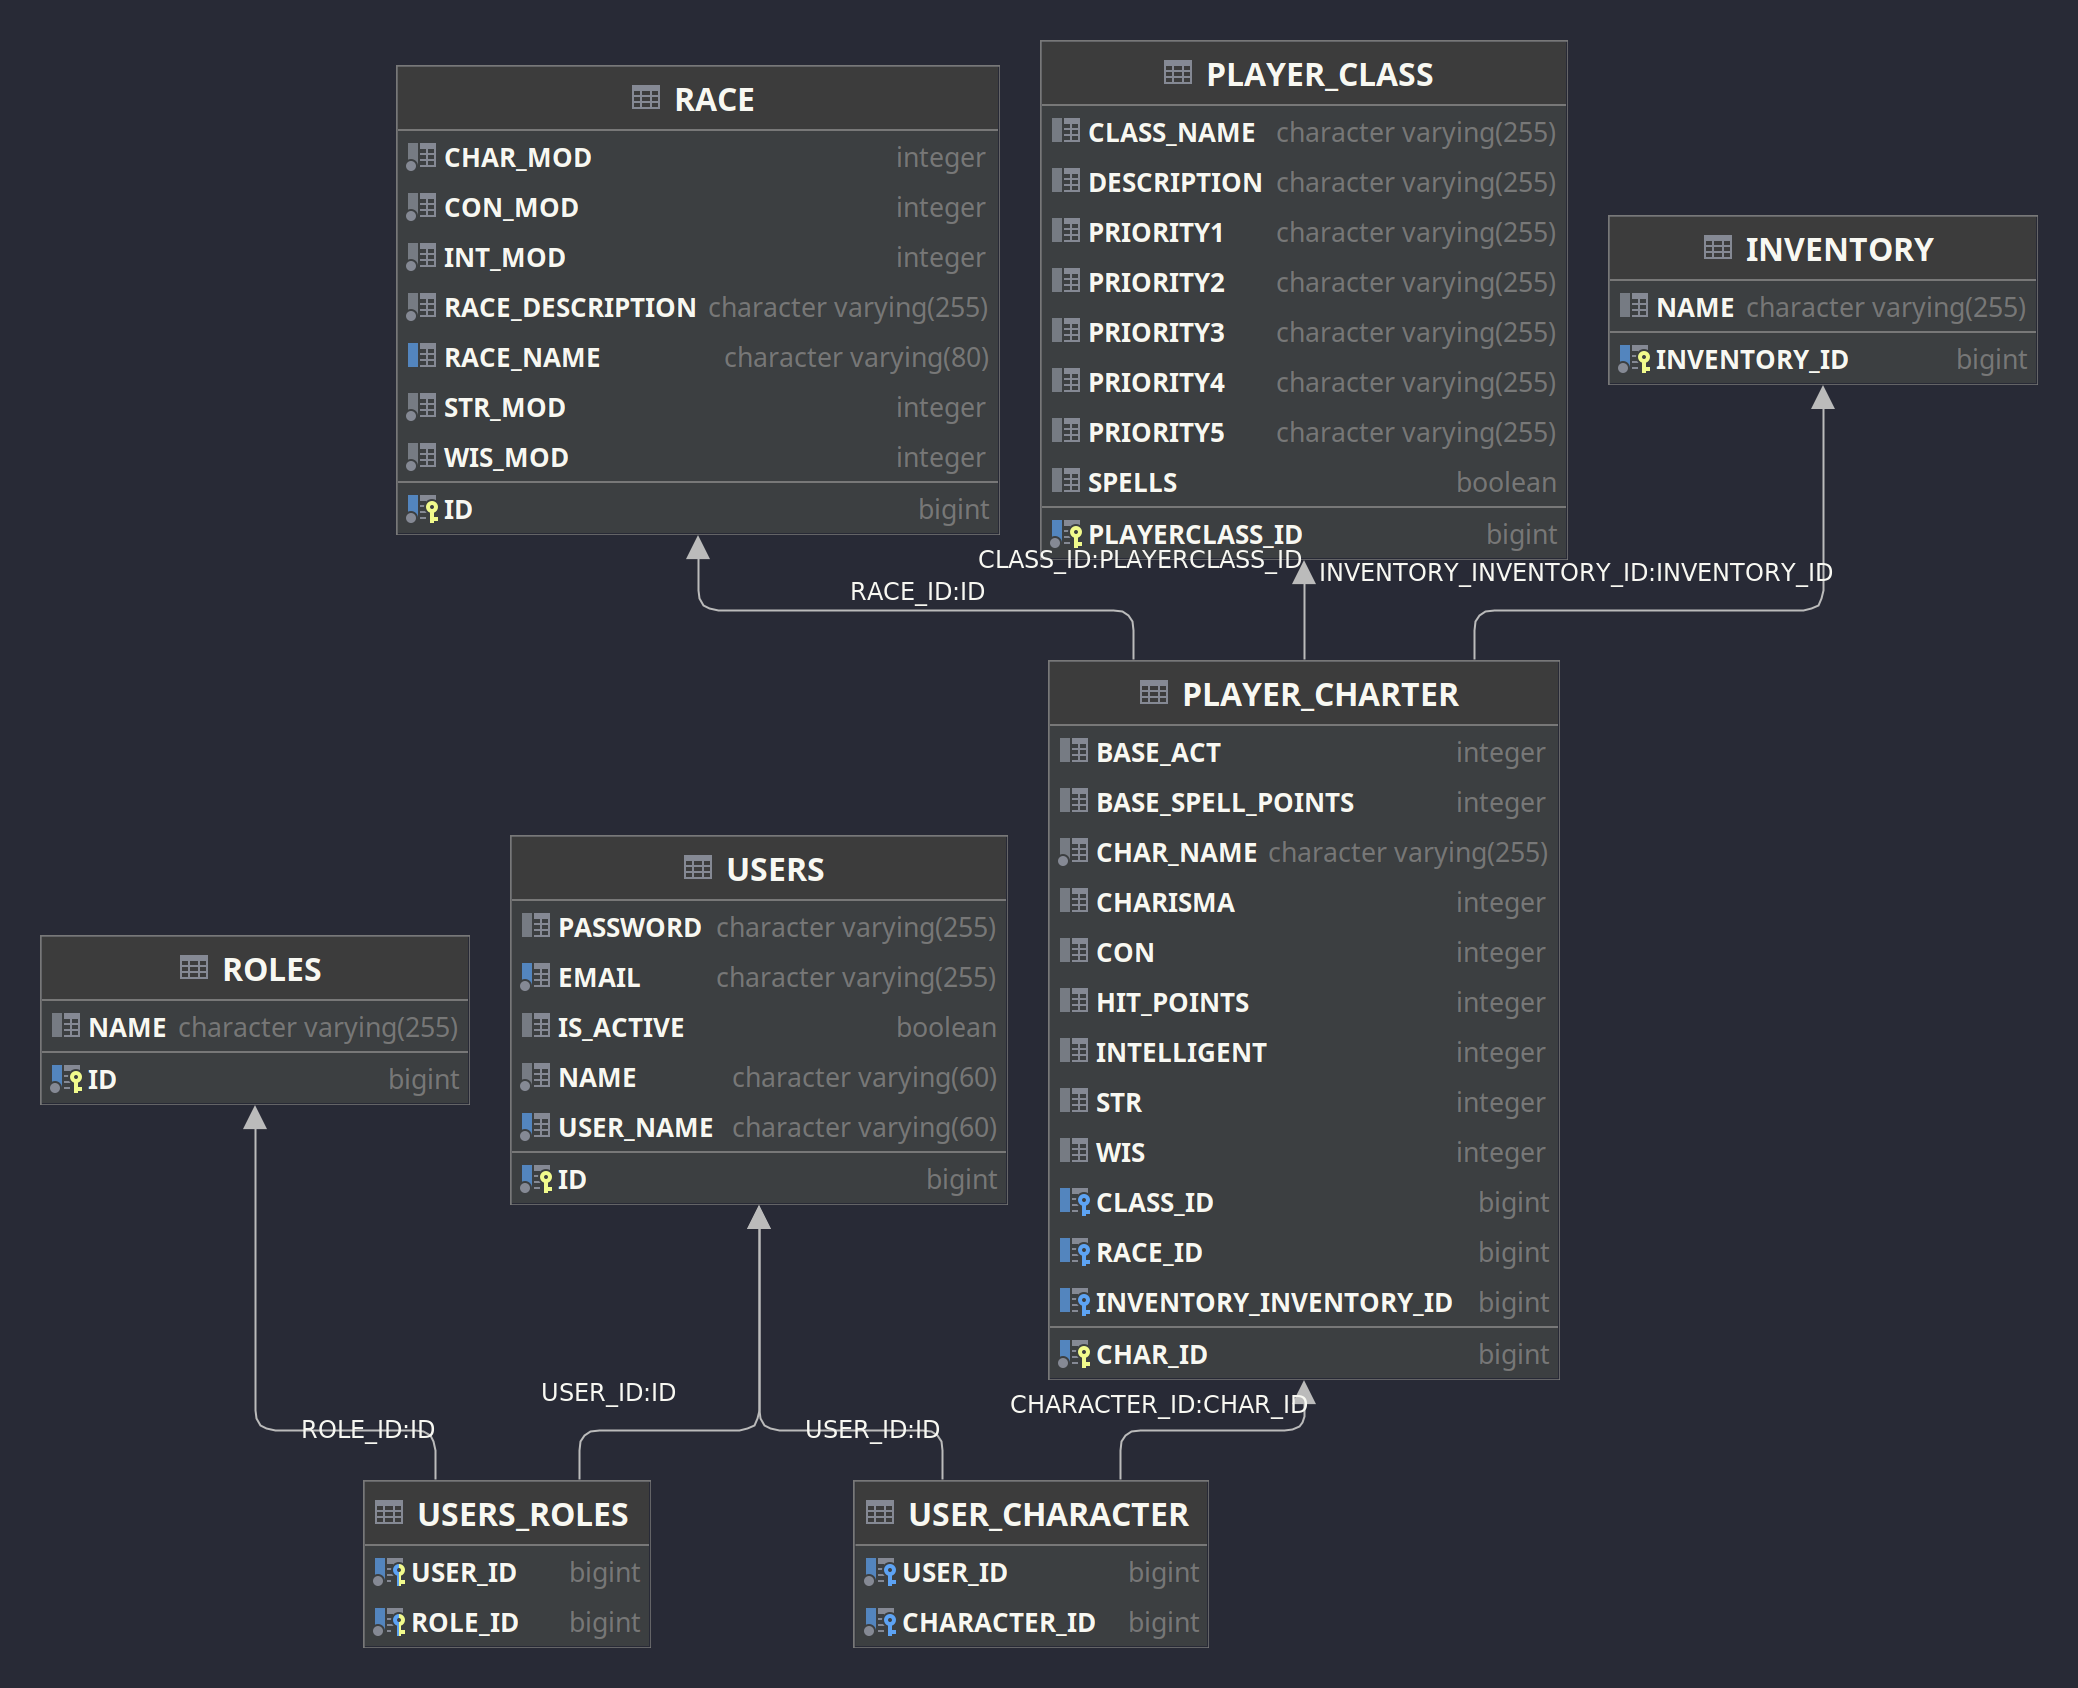 RACE
CHAR_MOD integer
CON_MOD integer
INT_MOD integer
RACE_DESCRIPTION character varying(255)
RACE_NAME character varying(80)
STR_MOD integer
WIS_MOD integer
ID bigint
PLAYER_CLASS
CLASS_NAME character varying(255)
DESCRIPTION character varying(255)
PRIORITY1 character varying(255)
PRIORITY2 character varying(255)
PRIORITY3 character varying(255)
PRIORITY4 character varying(255)
PRIORITY5 character varying(255)
SPELLS boolean
PLAYERCLASS_ID bigint
INVENTORY
NAME character varying(255)
INVENTORY_ID bigint
RACE_ID:ID
CLASS_ID:PLAYERCLASS_ID
INVENTORY_INVENTORY_ID:INVENTORY_ID
PLAYER_CHARTER
BASE_ACT integer
BASE_SPELL_POINTS integer
CHAR_NAME character varying(255)
CHARISMA integer
CON integer
HIT_POINTS integer
INTELLIGENT integer
STR integer
WIS integer
CLASS_ID bigint
RACE_ID bigint
INVENTORY_INVENTORY_ID bigint
CHAR_ID bigint
USERS
PASSWORD character varying(255)
EMAIL character varying(255)
IS_ACTIVE boolean
NAME character varying(60)
USER_NAME character varying(60)
ID bigint
ROLES
NAME character varying(255)
ID bigint
ROLE_ID:ID
USER_ID:ID
USER_ID:ID
CHARACTER_ID:CHAR_ID
USERS_ROLES
USER_ID bigint
ROLE_ID bigint
USER_CHARACTER
USER_ID bigint
CHARACTER_ID bigint